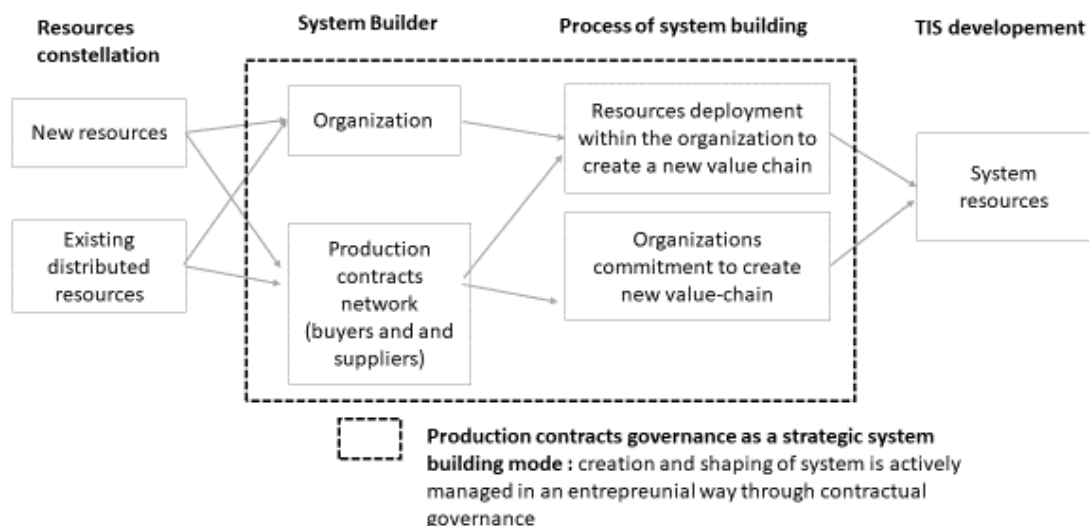 Resources
constellation
System Builder
Process of system building
TIS developement
New resources
Existing
distributed
resources
Organization
Production
contracts
network
(buyers and and
suppliers)
Resources deployment
within the organization to
create a new value chain
Organizations
commitment to create
new value-chain
System
resources
Production contracts governance as a strategic system
building mode : creation and shaping of system is actively
managed in an entrepreunial way through contractual
governance